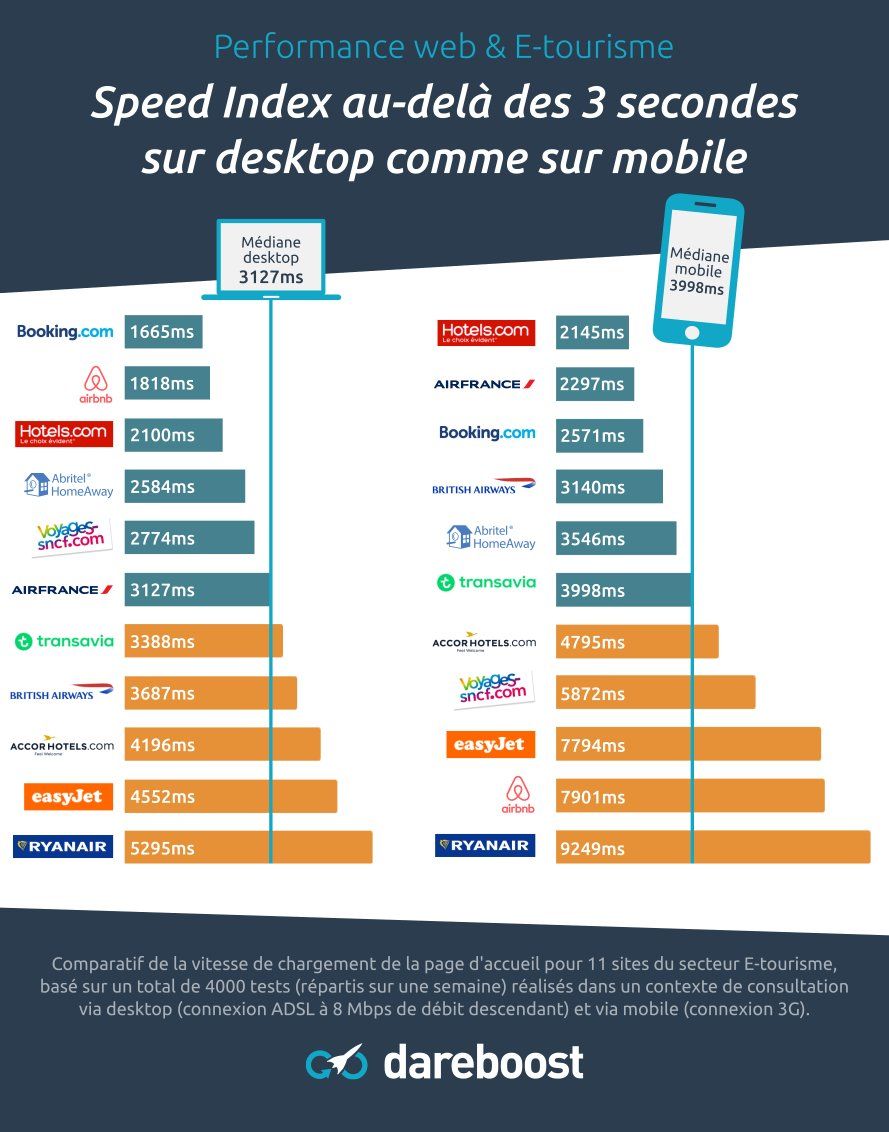 Performance web & E-tourisme
Speed Index au-delà des 3 secondes
sur desktop comme sur mobile
Médiane
desktop
3127ms
Médiane
mobile
3998ms
Booking.com 1665ms
airbnb 1818ms
Hotels.com
Le choix évident* 2100ms
Abritel®
HomeAway 2584ms
Voyages-
sncf.com 2774ms
AIRFRANCE 3127ms
transavia 3388ms
BRITISH AIRWAYS 3687ms
ACCORHOTELS.com
Feel Welcome 4196ms
easyJet 4552ms
RYANAIR 5295ms
Hotels.com
Le choix évident* 2145ms
AIRFRANCE 2297ms
Booking.com 2571ms
BRITISH AIRWAYS 3140ms
Abritel®
HomeAway 3546ms
transavia 3998ms
ACCORHOTELS.com
Feel Welcome 4795ms
Voyages-
sncf.com 5872ms
easyJet 7794ms
airbnb 7901ms
RYANAIR 9249ms
Comparatif de la vitesse de chargement de la page d'accueil pour 11 sites du secteur E-tourisme,
basé sur un total de 4000 tests (répartis sur une semaine) réalisés dans un contexte de consultation
via desktop (connexion ADSL à 8 Mbps de débit descendant) et via mobile (connexion 3G).
dareboost